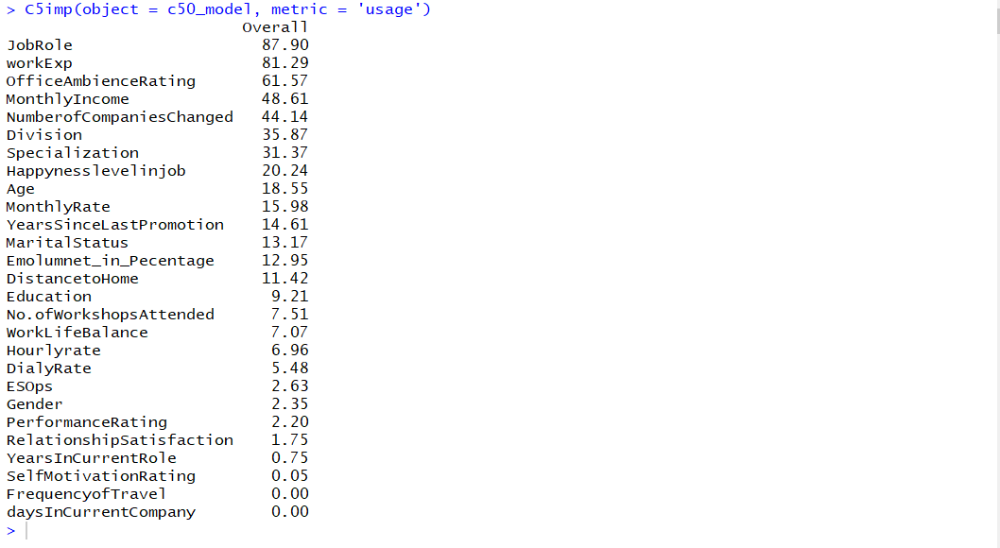 > C5imp(object = c50_model, metric = 'usage')
Overall
JobRole 87.90
workExp 81.29
OfficeAmbienceRating 61.57
MonthlyIncome 48.61
NumberofCompaniesChanged 44.14
Division 35.87
Specialization 31.37
Happynesslevelinjob 20.24
Age 18.55
MonthlyRate 15.98
YearsSinceLastPromotion 14.61
MaritalStatus 13.17
Emolumnet_in_Pecentage 12.95
DistancetoHome 11.42
Education 9.21
No.ofWorkshopsAttended 7.51
WorkLifeBalance 7.07
Hourlyrate 6.96
DialyRate 5.48
ESOps 2.63
Gender 2.35
PerformanceRating 2.20
RelationshipSatisfaction 1.75
YearsInCurrentRole 0.75
SelfMotivationRating 0.05
FrequencyofTravel 0.00
daysInCurrentCompany 0.00
>